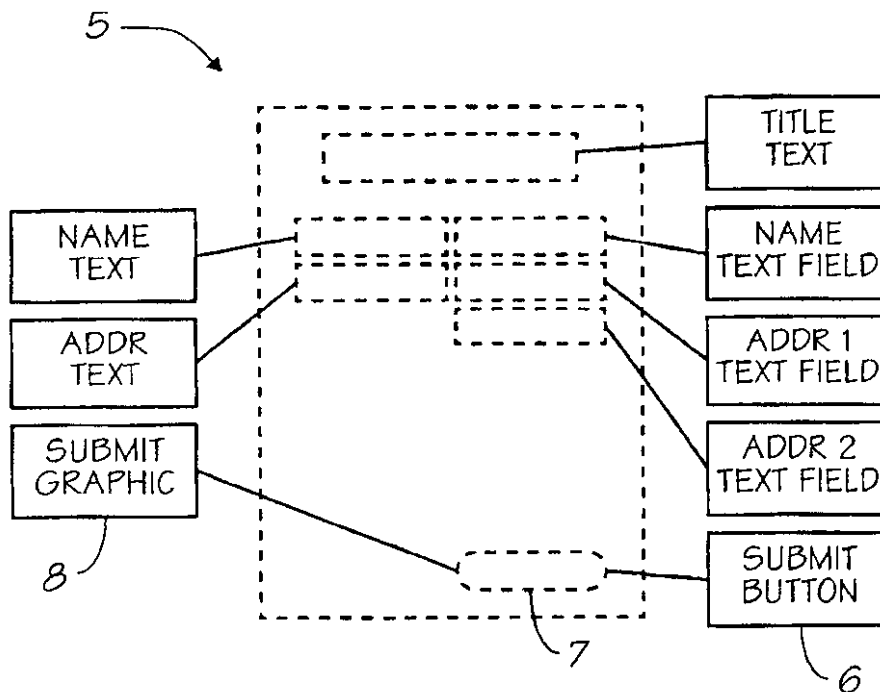 5
TITLE
TEXT
NAME
TEXT
NAME
TEXT FIELD
ADDR
TEXT
ADDR 1
TEXT FIELD
SUBMIT
GRAPHIC
ADDR 2
TEXT FIELD
SUBMIT
BUTTON
8
7
6